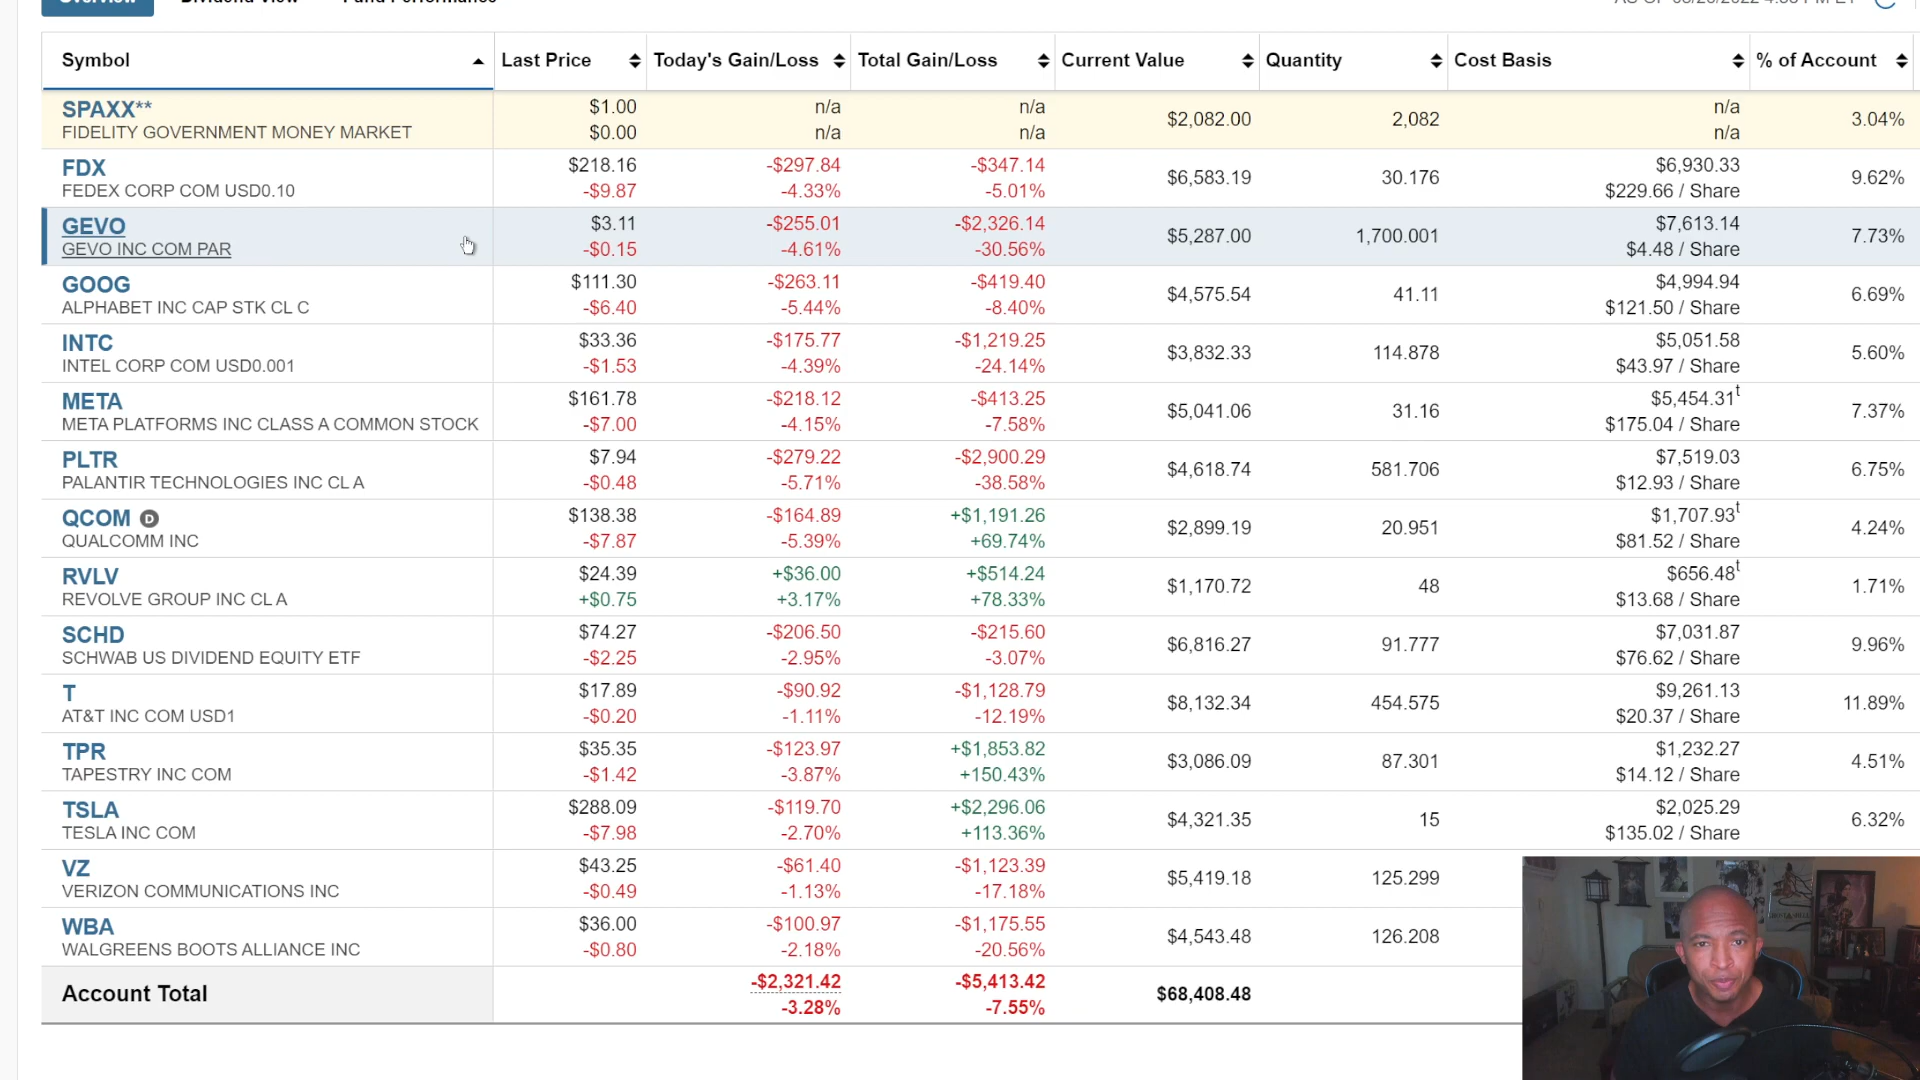 Overview Dividend View Fund Performance
Symbol Last Price Today's Gain/Loss Total Gain/Loss Current Value Quantity Cost Basis % of Account
SPAXX** $1.00 n/a n/a $2,082.00 2,082 n/a 3.04%
FIDELITY GOVERNMENT MONEY MARKET $0.00 n/a n/a n/a
FDX $218.16 -$297.84 -$347.14 $6,583.19 30.176 $6,930.33 9.62%
FEDEX CORP COM USD0.10 -$9.87 -4.33% -5.01% $229.66 / Share
GEVO $3.11 -$255.01 -$2,326.14 $5,287.00 1,700.001 $7,613.14 7.73%
GEVO INC COM PAR -$0.15 -4.61% -30.56% $4.48 / Share
GOOG $111.30 -$263.11 -$419.40 $4,575.54 41.11 $4,994.94 6.69%
ALPHABET INC CAP STK CL C -$6.40 -5.44% -8.40% $121.50 / Share
INTC $33.36 -$175.77 -$1,219.25 $3,832.33 114.878 $5,051.58 5.60%
INTEL CORP COM USD0.001 -$1.53 -4.39% -24.14% $43.97 / Share
META $161.78 -$218.12 -$413.25 $5,041.06 31.16 $5,454.31t 7.37%
META PLATFORMS INC CLASS A COMMON STOCK -$7.00 -4.15% -7.58% $175.04 / Share
PLTR $7.94 -$279.22 -$2,900.29 $4,618.74 581.706 $7,519.03 6.75%
PALANTIR TECHNOLOGIES INC CL A -$0.48 -5.71% -38.58% $12.93 / Share
QCOM D $138.38 -$164.89 +$1,191.26 $2,899.19 20.951 $1,707.93t 4.24%
QUALCOMM INC -$7.87 -5.39% +69.74% $81.52 / Share
RVLV $24.39 +$36.00 +$514.24 $1,170.72 48 $656.48t 1.71%
REVOLVE GROUP INC CL A +$0.75 +3.17% +78.33% $13.68 / Share
SCHD $74.27 -$206.50 -$215.60 $6,816.27 91.777 $7,031.87 9.96%
SCHWAB US DIVIDEND EQUITY ETF -$2.25 -2.95% -3.07% $76.62 / Share
T $17.89 -$90.92 -$1,128.79 $8,132.34 454.575 $9,261.13 11.89%
AT&T INC COM USD1 -$0.20 -1.11% -12.19% $20.37 / Share
TPR $35.35 -$123.97 +$1,853.82 $3,086.09 87.301 $1,232.27 4.51%
TAPESTRY INC COM -$1.42 -3.87% +150.43% $14.12 / Share
TSLA $288.09 -$119.70 +$2,296.06 $4,321.35 15 $2,025.29 6.32%
TESLA INC COM -$7.98 -2.70% +113.36% $135.02 / Share
VZ $43.25 -$61.40 -$1,123.39 $5,419.18 125.299
VERIZON COMMUNICATIONS INC -$0.49 -1.13% -17.18%
WBA $36.00 -$100.97 -$1,175.55 $4,543.48 126.208
WALGREENS BOOTS ALLIANCE INC -$0.80 -2.18% -20.56%
Account Total -$2,321.42 -$5,413.42 $68,408.48
-3.28% -7.55%